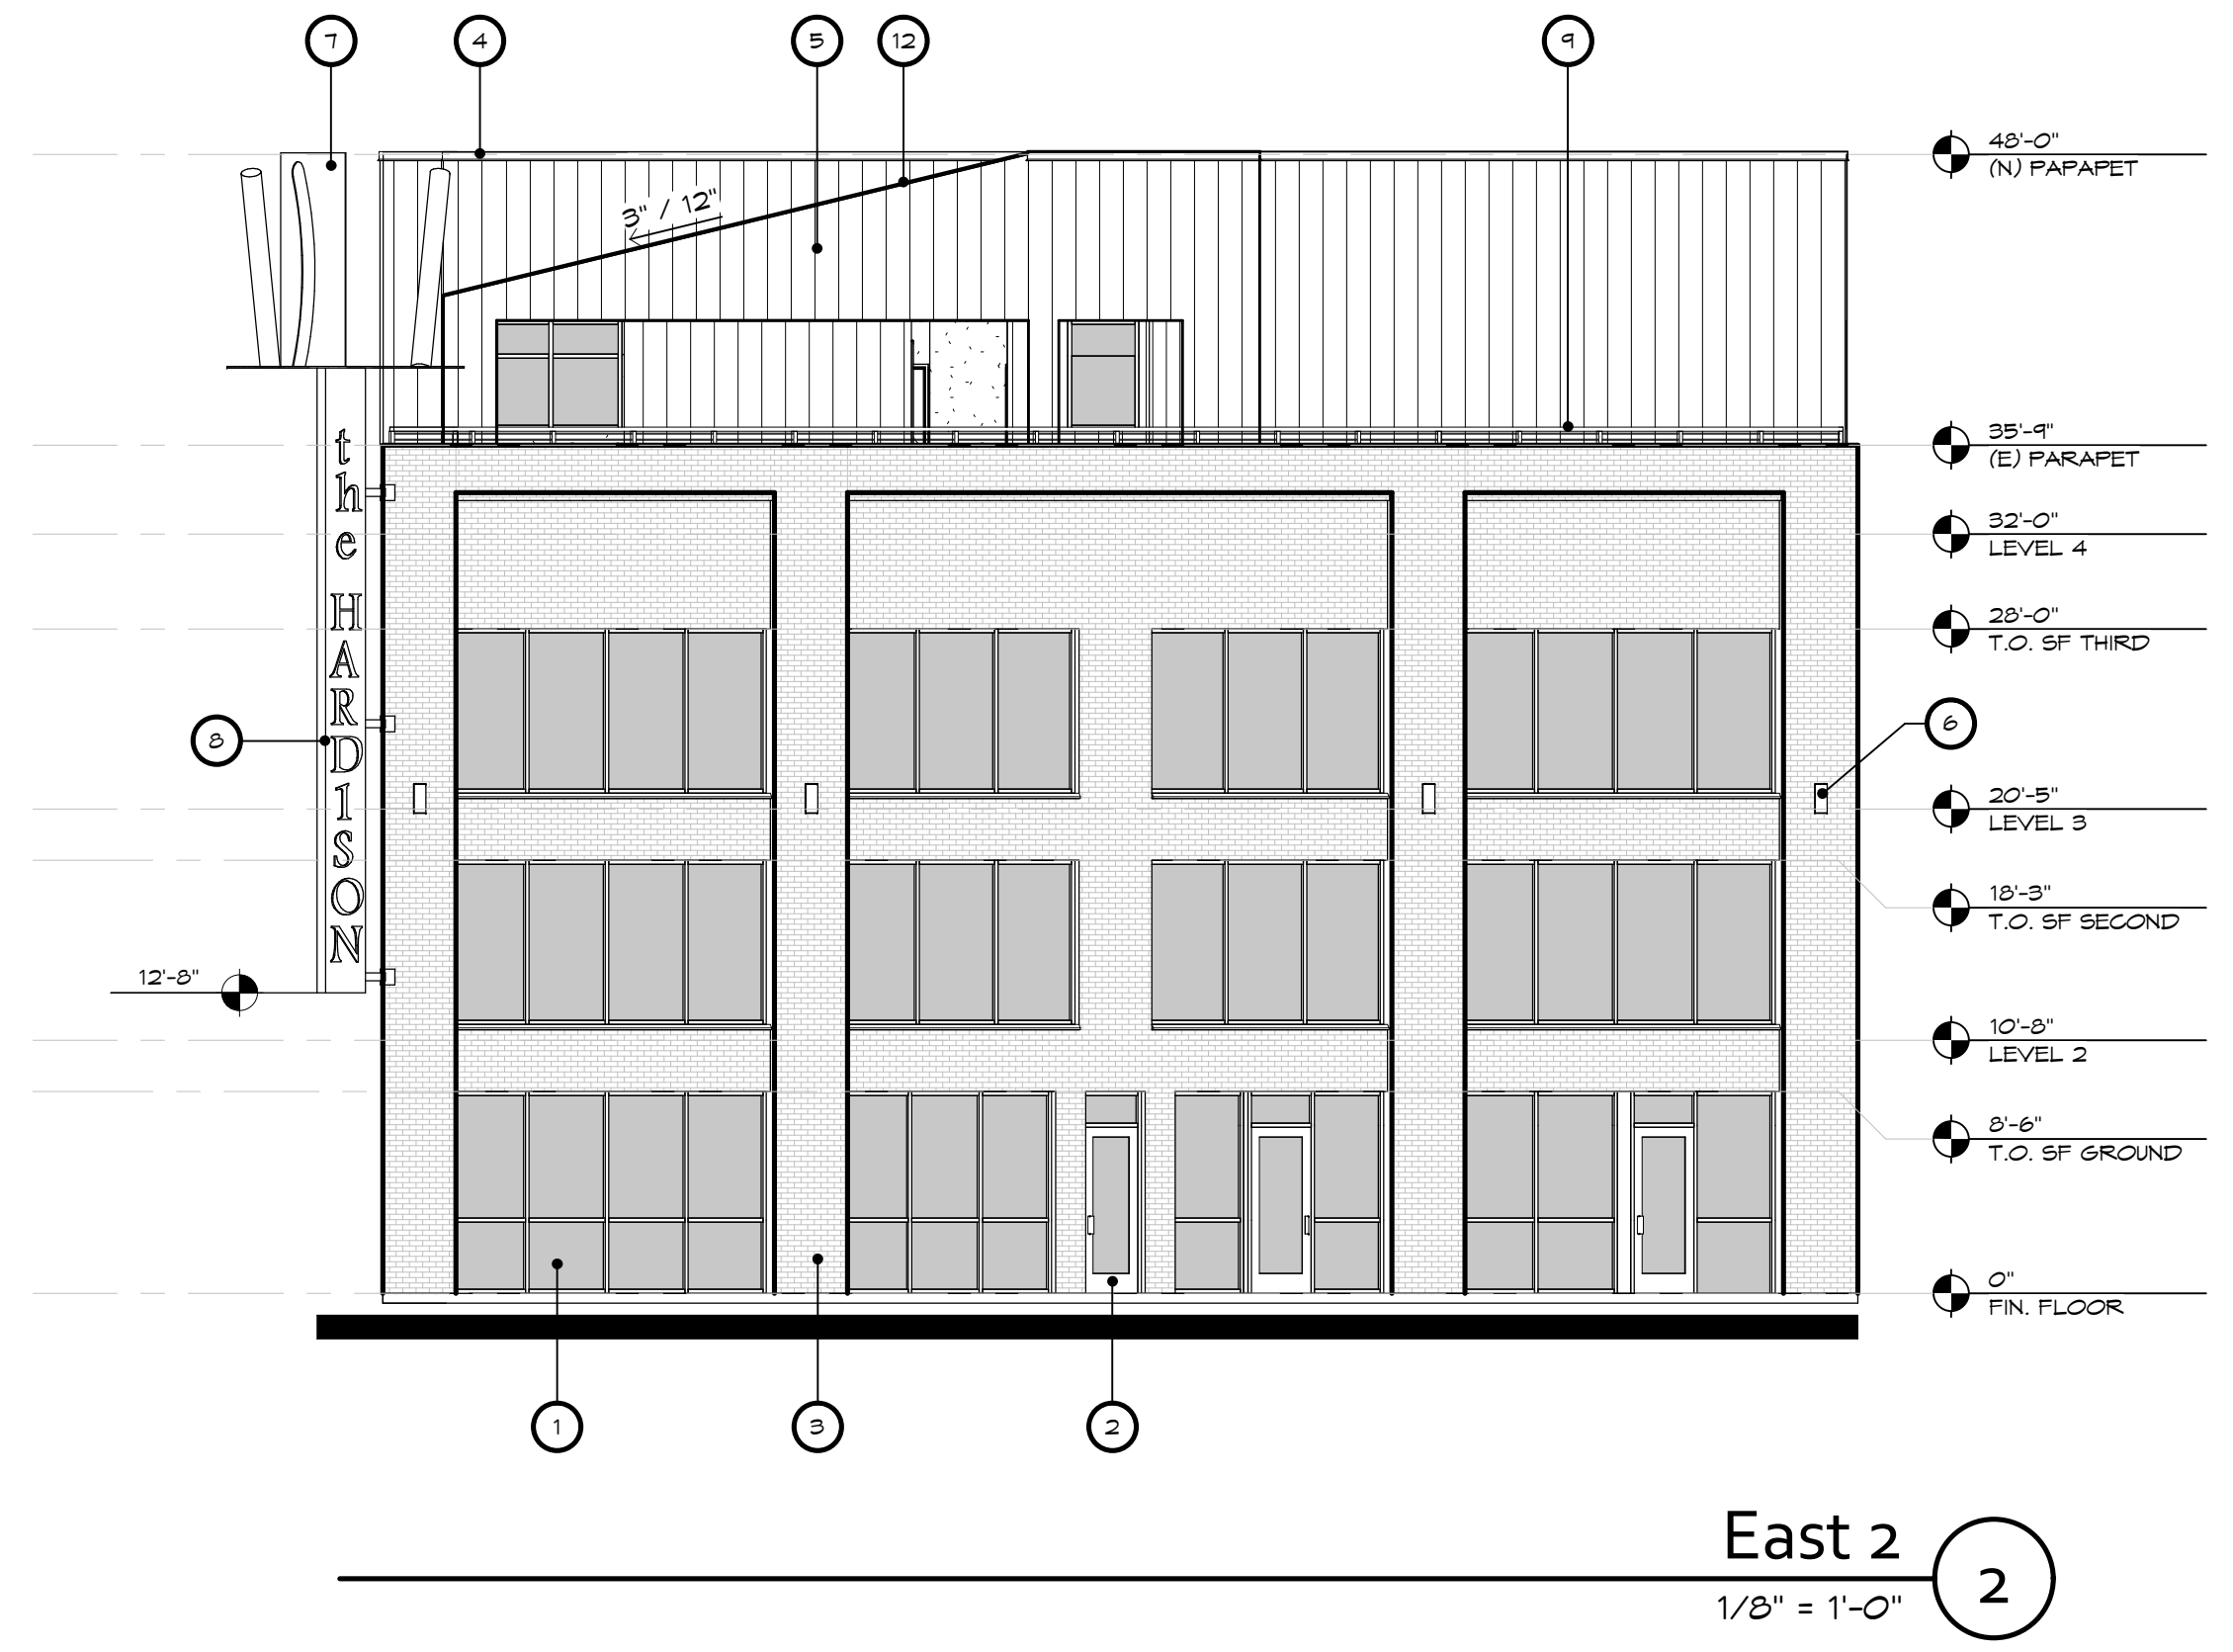 7
4
5
12
9
48'-0"
(N) PAPAPET
3" / 12"
35'-9"
(E) PARAPET
32'-0"
LEVEL 4
28'-0"
T.O. SF THIRD
the HARD1SON
8
6
20'-5"
LEVEL 3
18'-3"
T.O. SF SECOND
12'-8"
10'-8"
LEVEL 2
8'-6"
T.O. SF GROUND
0"
FIN. FLOOR
1
3
2
East 2
2
1/8" = 1'-0"